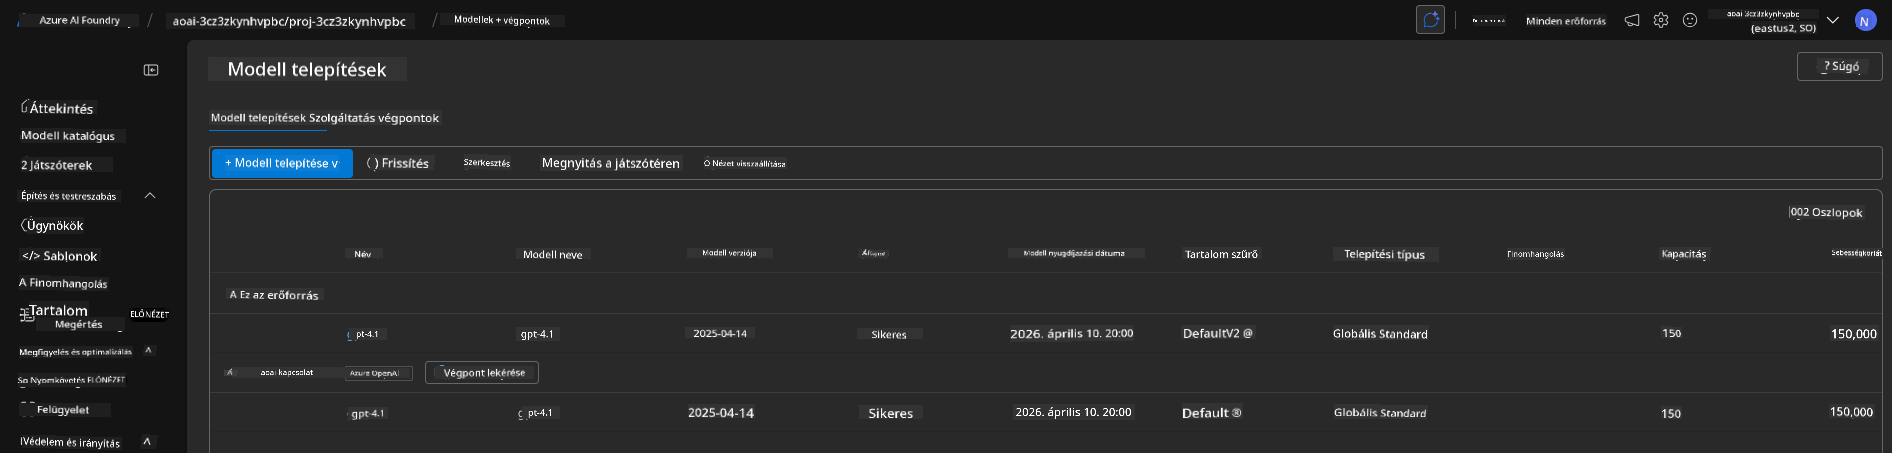 Azure AI Foundry / aoai-3cz3zkynhvpbc/proj-3cz3zkynhvpbc / Modellek + végpontok
Minden erőforrás
aoai-3cz3zkynhvpbc
(eastus2, SO)
N
Áttekintés
Modell katalógus
2 Játszóterek
Építés és testreszabás
Ügynökök
</> Sablonok
A Finomhangolás
Tartalom
Megértés
ELŐNÉZET
Megfigyelés és optimalizálás
So Nyomkövetés ELŐNÉZET
Felügyelet
Védelem és irányítás
Modell telepítések
? Súgó
Modell telepítések Szolgáltatás végpontok
+ Modell telepítése v
( ) Frissítés
Szerkesztés
Megnyitás a játszótéren
Nézet visszaállítása
002 Oszlopok
Név
Modell neve
Modell verziója
Állapot
Modell nyugdíjazási dátuma
Tartalom szűrő
Telepítési típus
Finomhangolás
Kapacitás
Sebességkorlát
A Ez az erőforrás
gpt-4.1
gpt-4.1
2025-04-14
Sikeres
2026. április 10. 20:00
DefaultV2 @
Globális Standard
150
150,000
aoai kapcsolat
Azure OpenAI
Végpont lekérése
gpt-4.1
gpt-4.1
2025-04-14
Sikeres
2026. április 10. 20:00
Default ®
Globális Standard
150
150,000